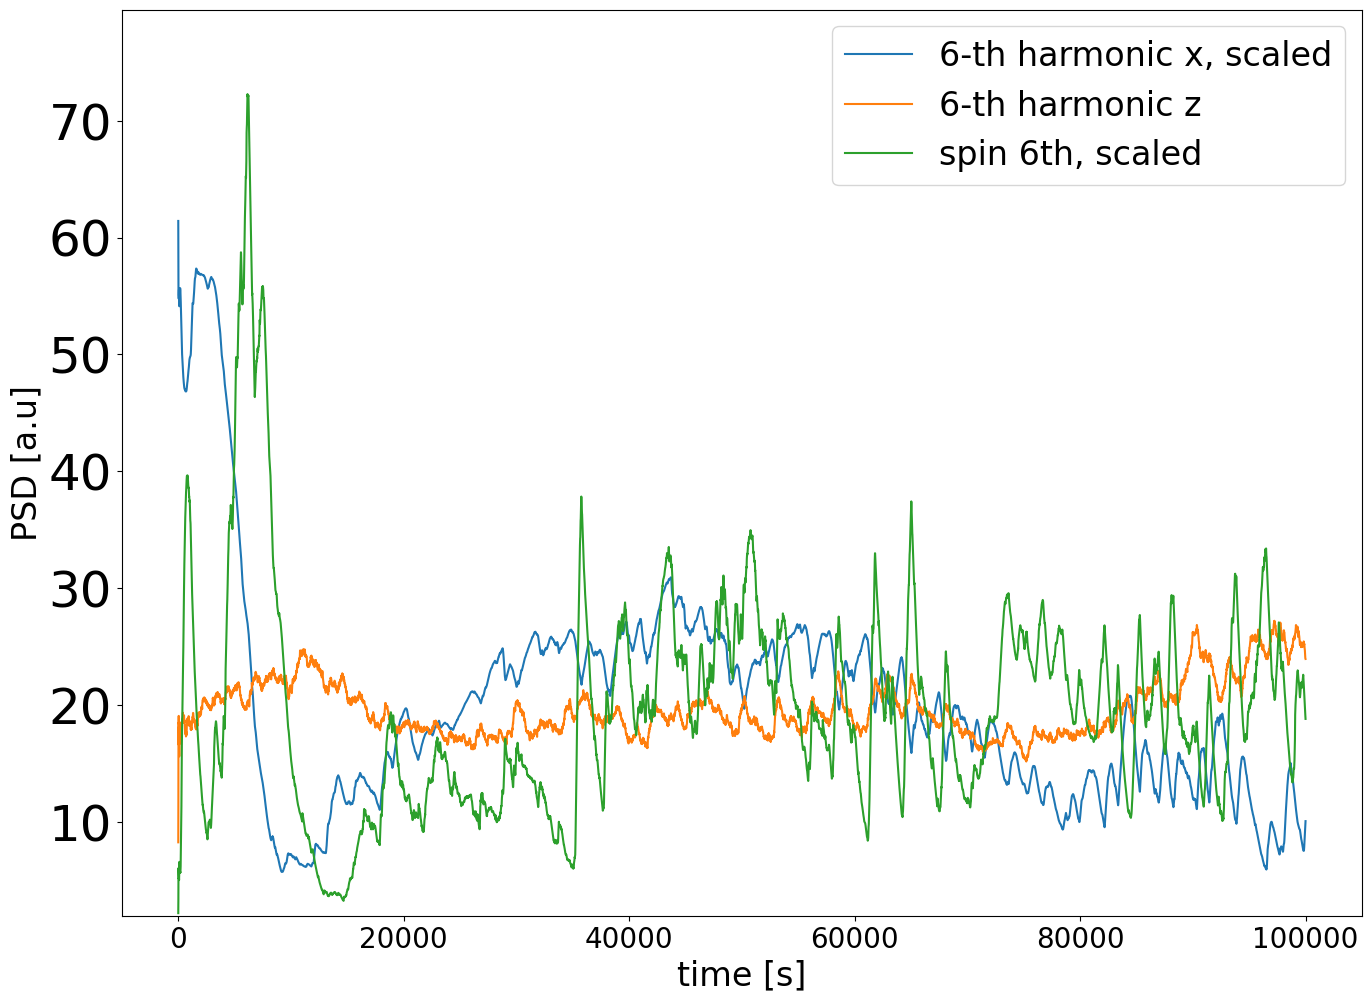 6-th harmonic x, scaled
6-th harmonic z
spin 6th, scaled
PSD [a.u]
70
60
50
40
30
20
10
0 20000 40000 60000 80000 100000
time [s]